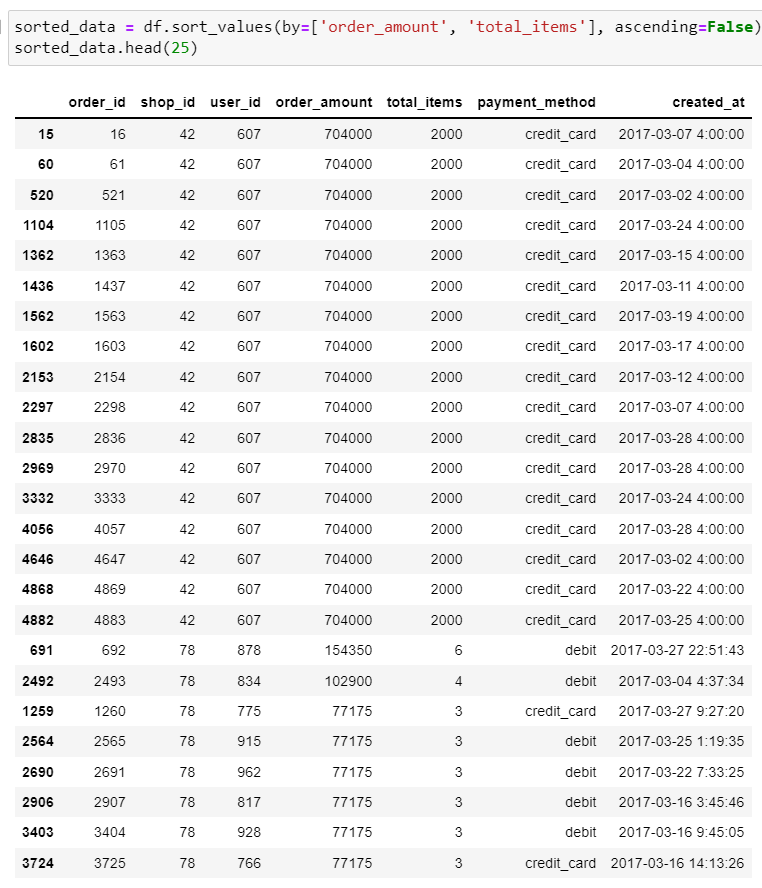 sorted_data = df.sort_values(by=['order_amount', 'total_items'], ascending=False)
sorted_data.head(25)
order_id shop_id user_id order_amount total_items payment_method created_at
15 16 42 607 704000 2000 credit_card 2017-03-07 4:00:00
60 61 42 607 704000 2000 credit_card 2017-03-04 4:00:00
520 521 42 607 704000 2000 credit_card 2017-03-02 4:00:00
1104 1105 42 607 704000 2000 credit_card 2017-03-24 4:00:00
1362 1363 42 607 704000 2000 credit_card 2017-03-15 4:00:00
1436 1437 42 607 704000 2000 credit_card 2017-03-11 4:00:00
1562 1563 42 607 704000 2000 credit_card 2017-03-19 4:00:00
1602 1603 42 607 704000 2000 credit_card 2017-03-17 4:00:00
2153 2154 42 607 704000 2000 credit_card 2017-03-12 4:00:00
2297 2298 42 607 704000 2000 credit_card 2017-03-07 4:00:00
2835 2836 42 607 704000 2000 credit_card 2017-03-28 4:00:00
2969 2970 42 607 704000 2000 credit_card 2017-03-28 4:00:00
3332 3333 42 607 704000 2000 credit_card 2017-03-24 4:00:00
4056 4057 42 607 704000 2000 credit_card 2017-03-28 4:00:00
4646 4647 42 607 704000 2000 credit_card 2017-03-02 4:00:00
4868 4869 42 607 704000 2000 credit_card 2017-03-22 4:00:00
4882 4883 42 607 704000 2000 credit_card 2017-03-25 4:00:00
691 692 78 878 154350 6 debit 2017-03-27 22:51:43
2492 2493 78 834 102900 4 debit 2017-03-04 4:37:34
1259 1260 78 775 77175 3 credit_card 2017-03-27 9:27:20
2564 2565 78 915 77175 3 debit 2017-03-25 1:19:35
2690 2691 78 962 77175 3 debit 2017-03-22 7:33:25
2906 2907 78 817 77175 3 debit 2017-03-16 3:45:46
3403 3404 78 928 77175 3 debit 2017-03-16 9:45:05
3724 3725 78 766 77175 3 credit_card 2017-03-16 14:13:26